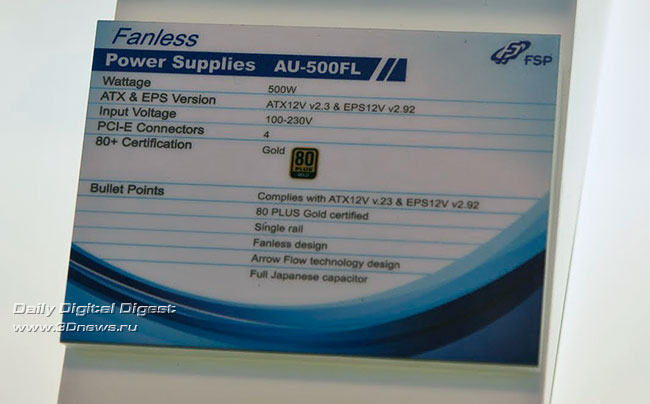 Fanless
Power Supplies AU-500FL
FSP
Wattage 500W
ATX & EPS Version ATX12V v2.3 & EPS12V v2.92
Input Voltage 100-230V
PCI-E Connectors 4
80+ Certification Gold
80
PLUS
GOLD
Bullet Points Complies with ATX12V v.23 & EPS12V v2.92
80 PLUS Gold certified
Single rail
Fanless design
Arrow Flow technology design
Full Japanese capacitor
Daily Digital Digest
www.3Dnews.ru